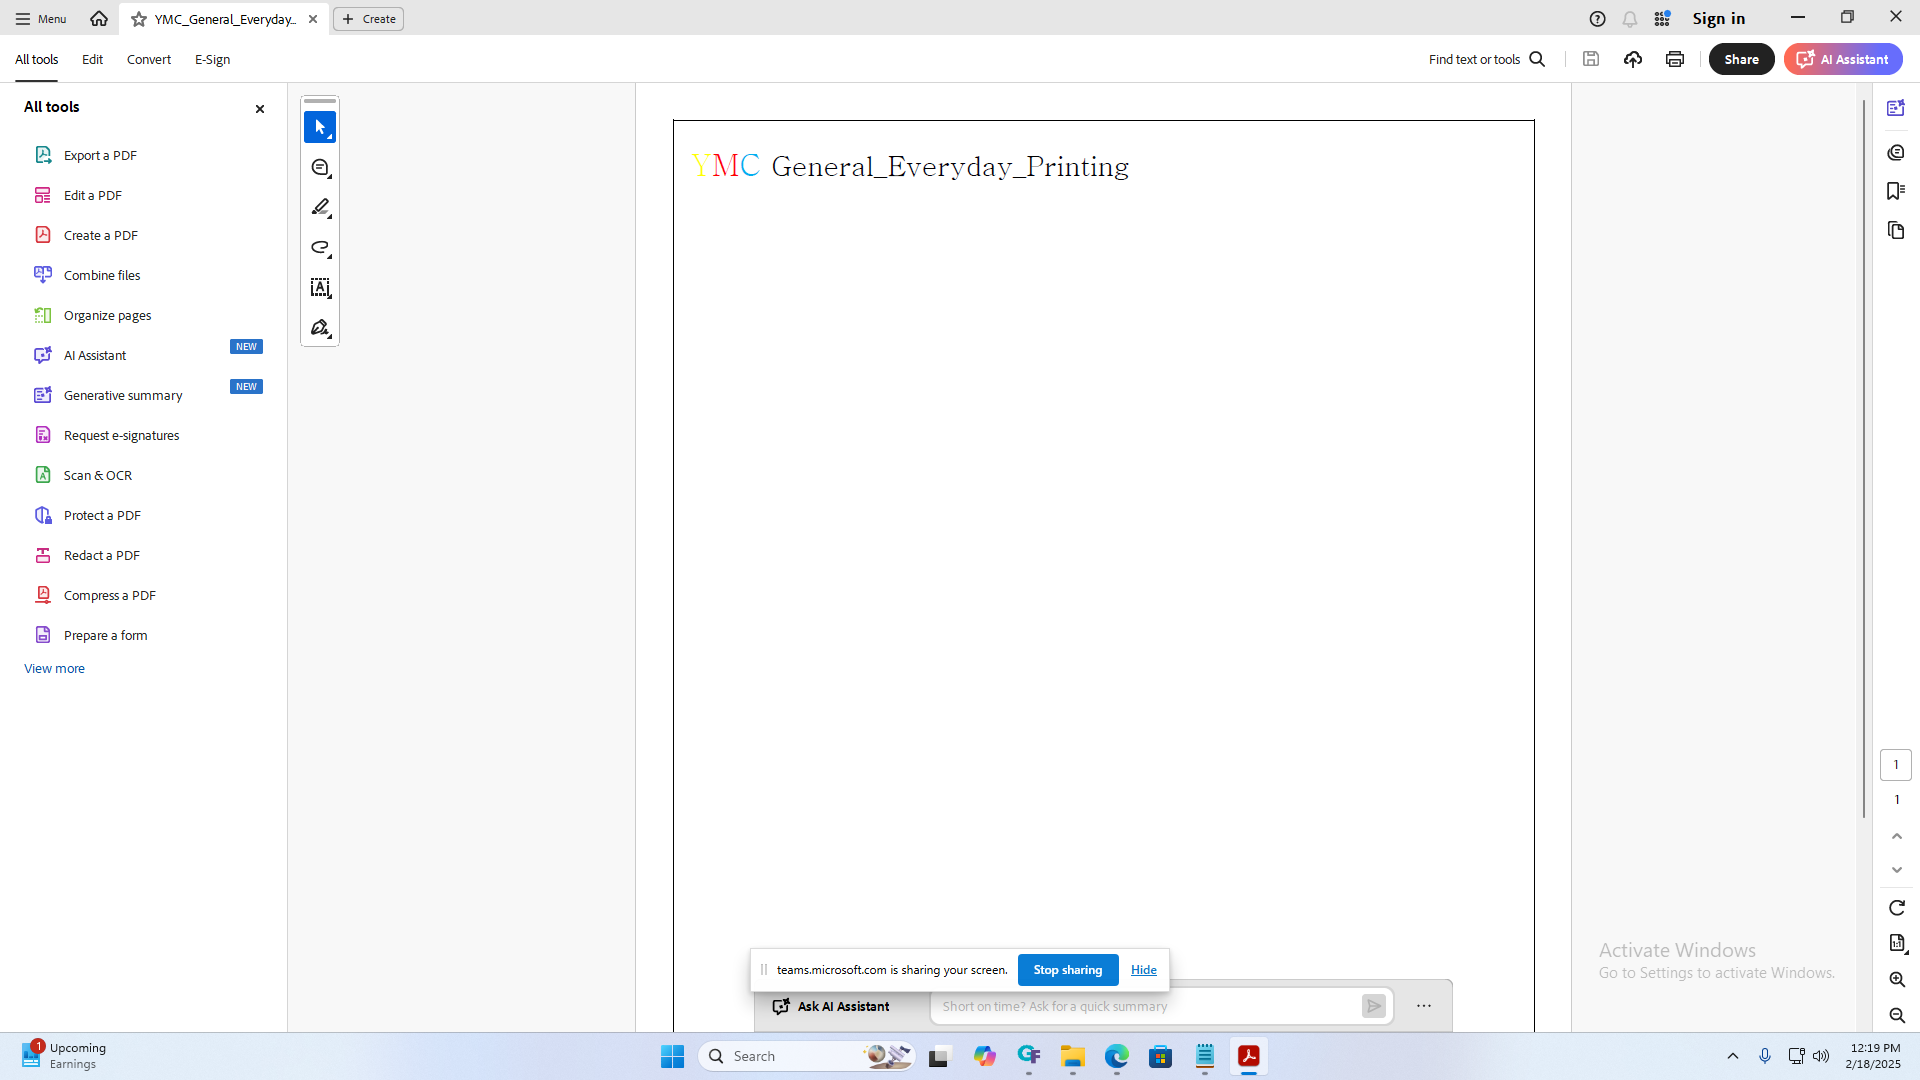 Menu
YMC_General_Everyday...
Create
Sign in
All tools
Edit
Convert
E-Sign
Find text or tools
Share
AI Assistant
All tools
Export a PDF
Edit a PDF
Create a PDF
Combine files
Organize pages
AI Assistant
NEW
Generative summary
NEW
Request e-signatures
Scan & OCR
Protect a PDF
Redact a PDF
Compress a PDF
Prepare a form
View more
YMC General_Everyday_Printing
1
1
Activate Windows
Go to Settings to activate Windows.
teams.microsoft.com is sharing your screen.
Stop sharing
Hide
Ask AI Assistant
Short on time? Ask for a quick summary
1
Upcoming
Earnings
Search
12:19 PM
2/18/2025